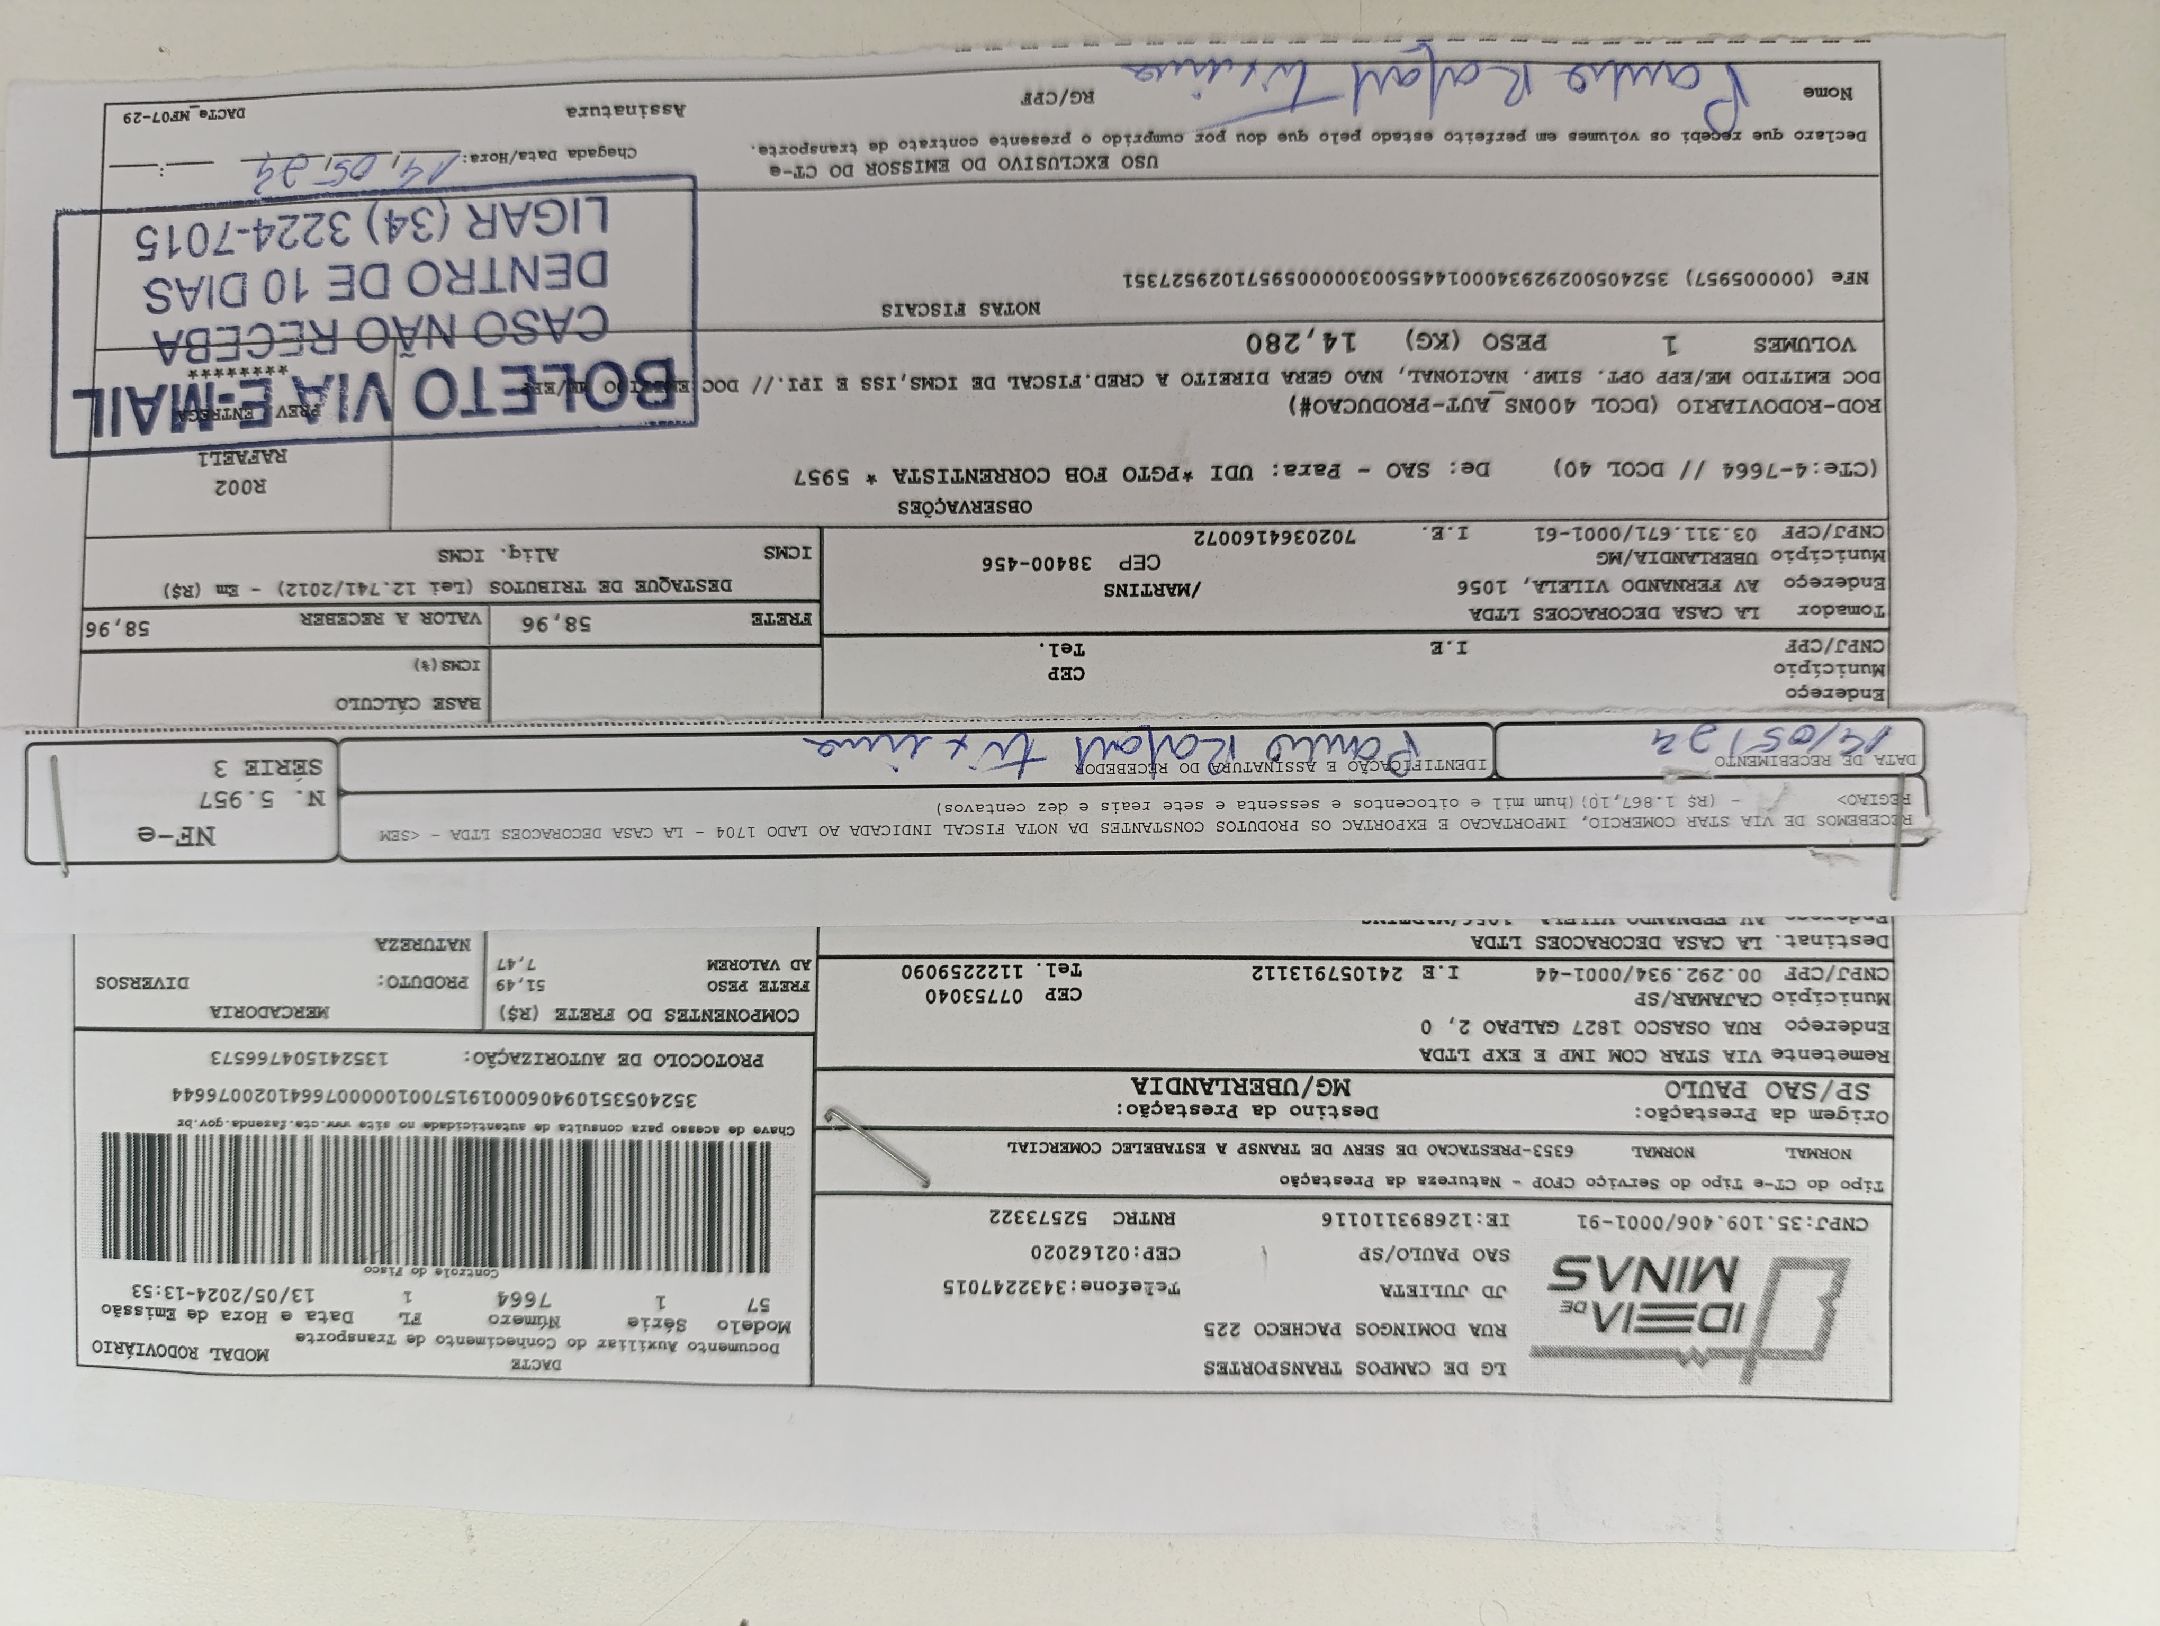 IDEIA DE
MINAS
LG DE CAMPOS TRANSPORTES
RUA DOMINGOS PACHECO 225
JD JULIETA Telefone:3432247015
SAO PAULO/SP CEP:02162020
CNPJ:35.109.406/0001-91 IE:126893110116 RNTRC 52573322
DACTE
Documento Auxiliar do Conhecimento de Transporte
MODAL RODOVIÁRIO
Modelo Série Número FL Data e Hora de Emissão
57 1 7664 1 13/05/2024-13:53
Controle do Fisco
Chave de acesso para consulta de autenticidade no site www.cte.fazenda.gov.br
35240535109406000191570010000076641020076644
PROTOCOLO DE AUTORIZAÇÃO: 135241504766573
Tipo do CT-e Tipo do Serviço CFOP - Natureza da Prestação
NORMAL NORMAL 6353-PRESTACAO DE SERV DE TRANSP A ESTABELEC COMERCIAL
Origem da Prestação: Destino da Prestação:
SP/SAO PAULO MG/UBERLANDIA
Remetente VIA STAR COM IMP E EXP LTDA
Endereço RUA OSASCO 1827 GALPAO 2, 0
Município CAJAMAR/SP CEP 07753040
CNPJ/CPF 00.292.934/0001-44 I.E 241057913112 Tel. 1122259090
Destinat. LA CASA DECORACOES LTDA
COMPONENTES DO FRETE (R$) MERCADORIA
FRETE PESO 51,49 PRODUTO: DIVERSOS
AD VALOREM 7,47
NATUREZA
RECEBEMOS DE VIA STAR COMERCIO, IMPORTACAO E EXPORTAC OS PRODUTOS CONSTANTES DA NOTA FISCAL INDICADA AO LADO 1704 - LA CASA DECORACOES LTDA - <SEM
REGIAO> - (R$ 1.867,10) (hum mil e oitocentos e sessenta e sete reais e dez centavos)
DATA DE RECEBIMENTO
14/05/24
IDENTIFICAÇÃO E ASSINATURA DO RECEBEDOR
NF-e
N. 5.957
SÉRIE 3
Endereço
Município CEP
CNPJ/CPF I.E Tel.
BASE CÁLCULO
ICMS(%)
Tomador LA CASA DECORACOES LTDA
Endereço AV FERNANDO VILELA, 1056 /MARTINS
Município UBERLANDIA/MG CEP 38400-456
CNPJ/CPF 03.311.671/0001-61 I.E. 7020364160072
FRETE 58,96 VALOR A RECEBER 58,96
DESTAQUE DE TRIBUTOS (Lei 12.741/2012) - Em (R$)
ICMS Aliq. ICMS
OBSERVAÇÕES
(CTe:4-7664 // DCOL 40) De: SAO - Para: UDI *PGTO FOB CORRENTISTA * 5957
ROD-RODOVIARIO (DCOL 400NS_AUT-PRODUCAO#)
DOC EMITIDO ME/EPP OPT. SIMP. NACIONAL, NAO GERA DIREITO A CRED.FISCAL DE ICMS,ISS E IPI.// DOC
R002
RAFAEL1
PREV ENTREGA
BOLETO VIA E-MAIL
CASO NÃO RECEBA
DENTRO DE 10 DIAS
LIGAR (34) 3224-7015
VOLUMES 1 PESO (KG) 14,280
NOTAS FISCAIS
NFe (000005957) 35240500292934000144550030000059571029527351
USO EXCLUSIVO DO EMISSOR DO CT-e
Declaro que recebi os volumes em perfeito estado pelo que dou por cumprido o presente contrato de transporte.
Chegada Data/Hora: 14,05,24
Nome RG/CPF Assinatura
DACTe_MF07-29